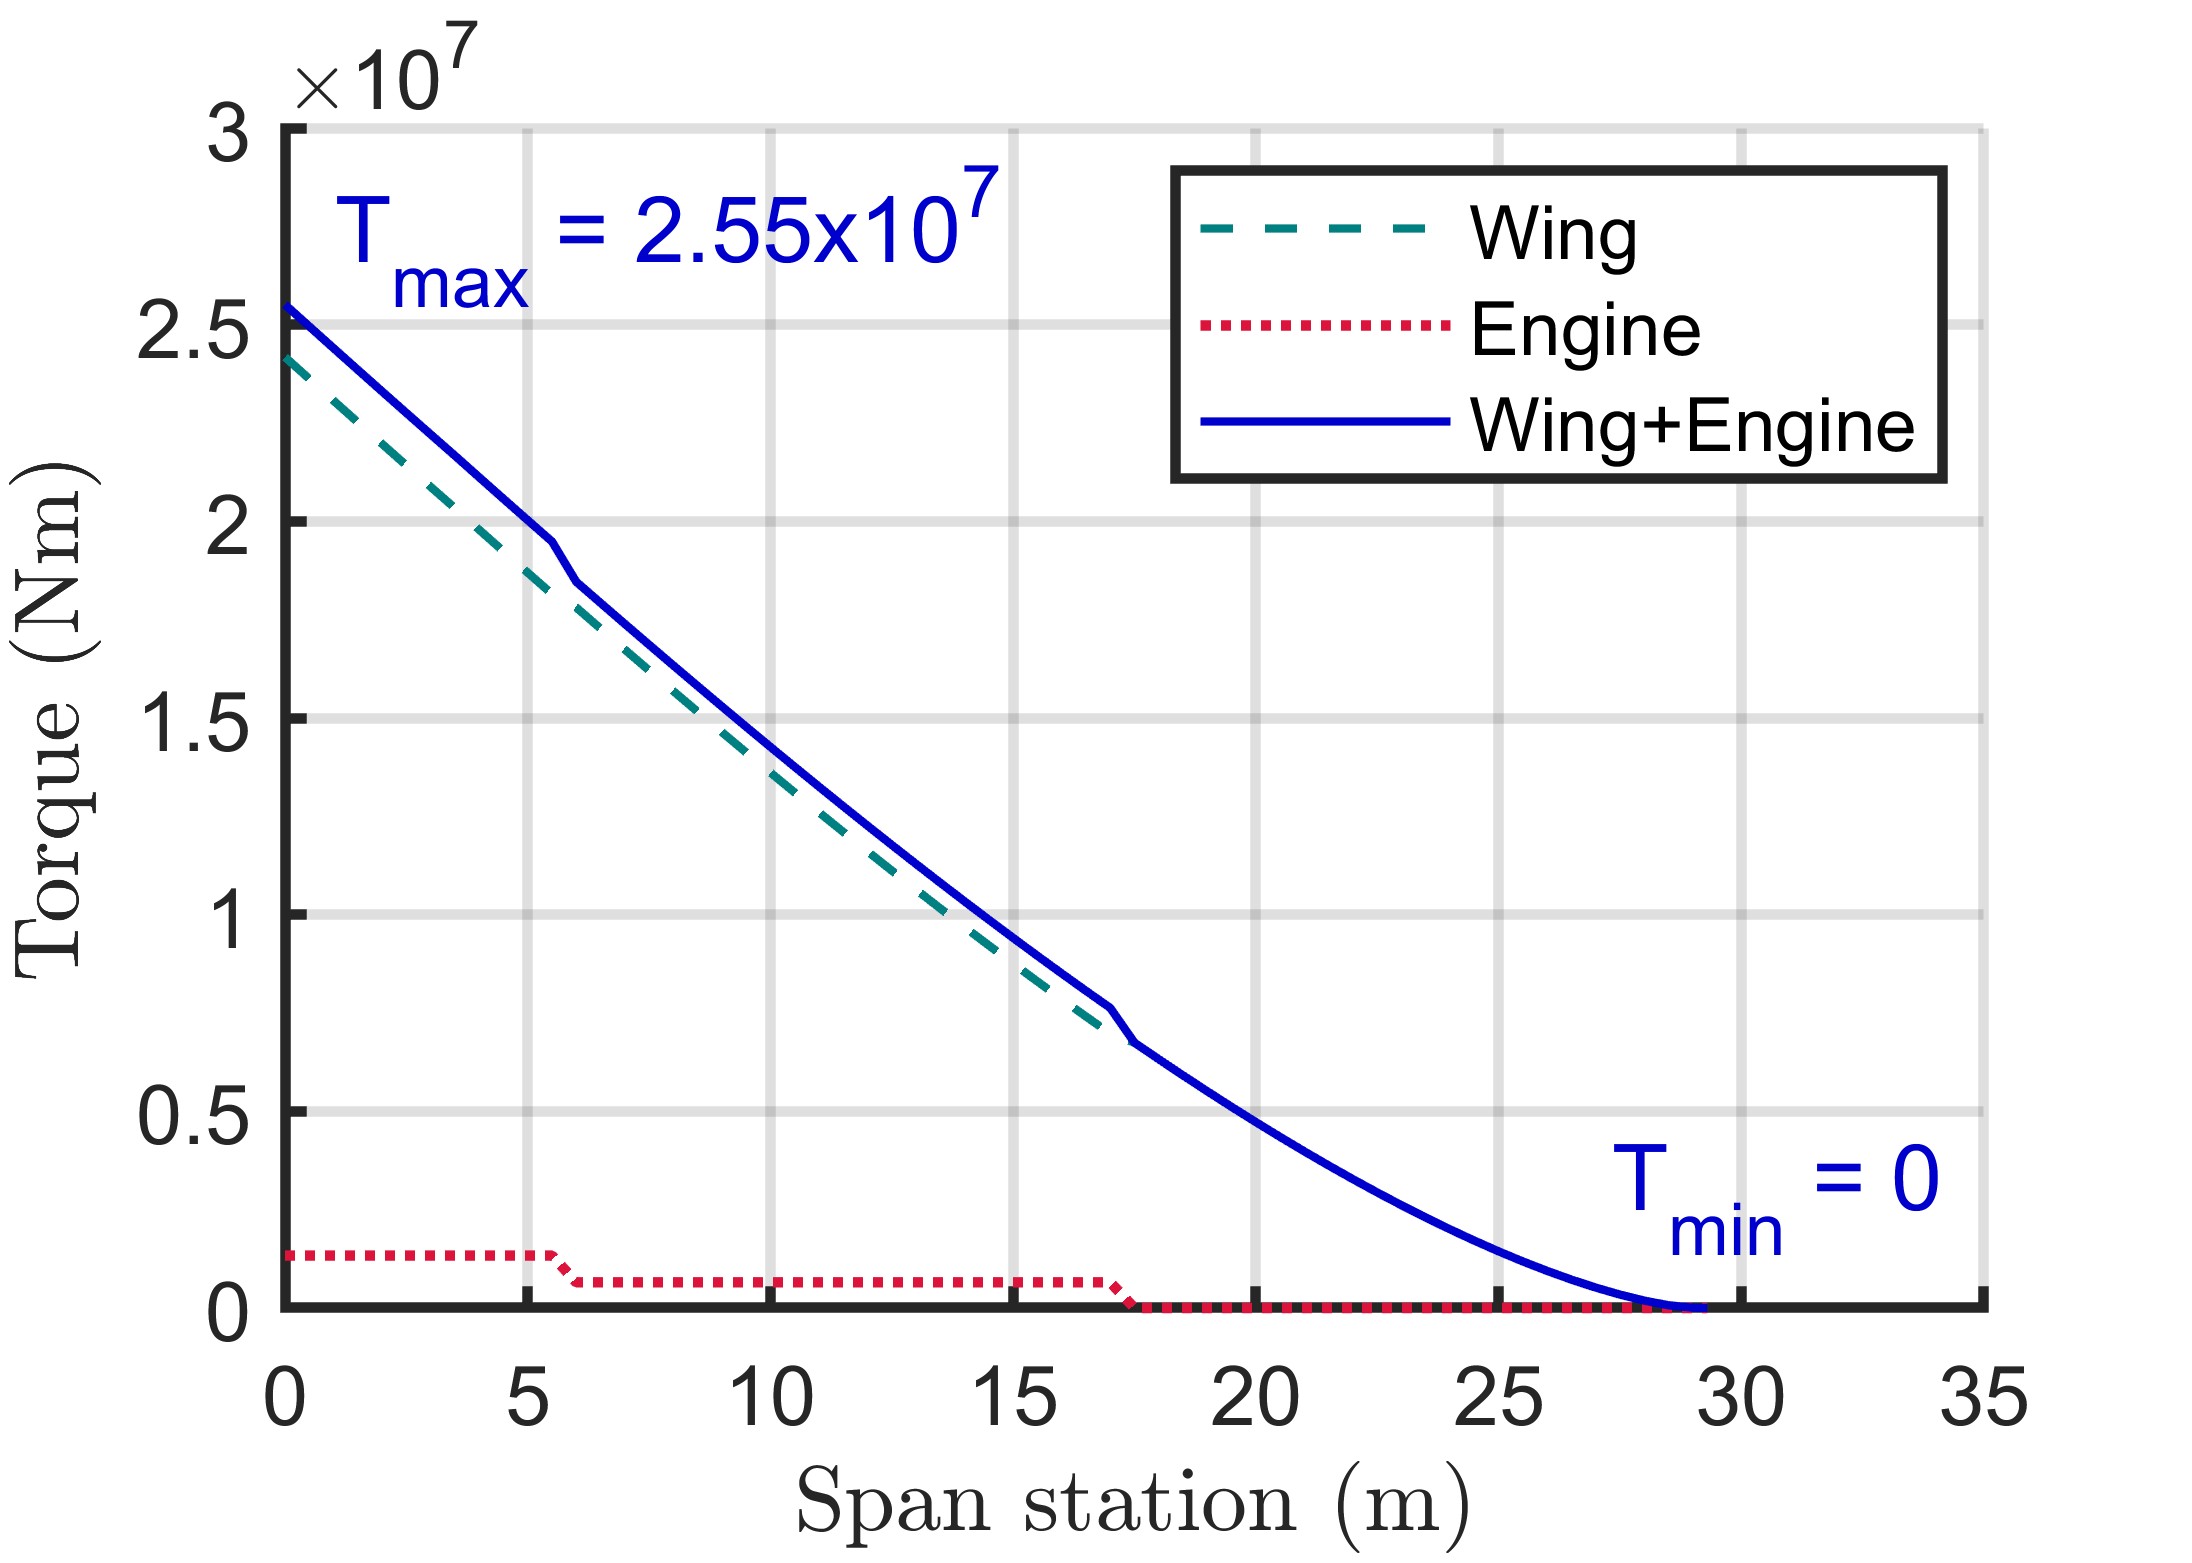 ×10^7
3
2.5
2
1.5
1
0.5
0
Torque (Nm)
T_max = 2.55x10^7
Wing
Engine
Wing+Engine
T_min = 0
0 5 10 15 20 25 30 35
Span station (m)